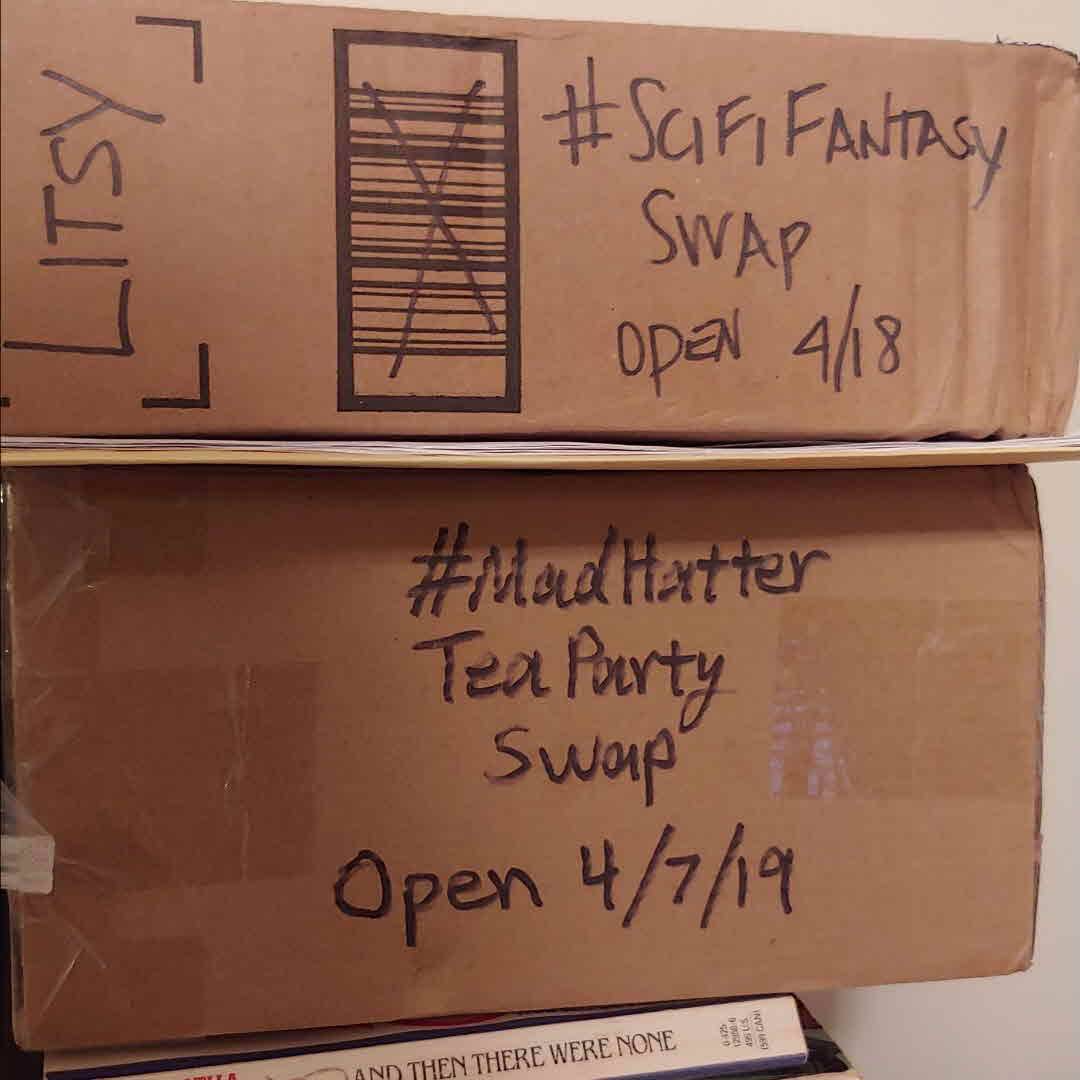 LITSY
#SCIFI FANTASY
SWAP
OPEN 4/18
#MadHatter
Tea Party
Swap
Open 4/7/19
AND THEN THERE WERE NONE